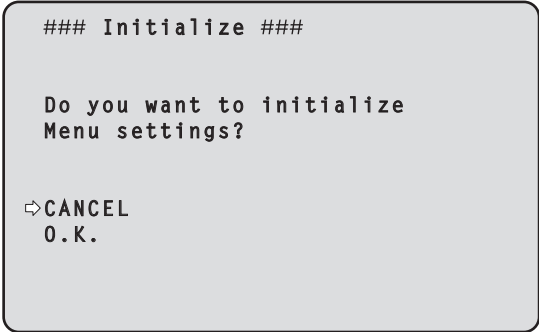 ### Initialize ###
Do you want to initialize
Menu settings?
⇨CANCEL
O.K.